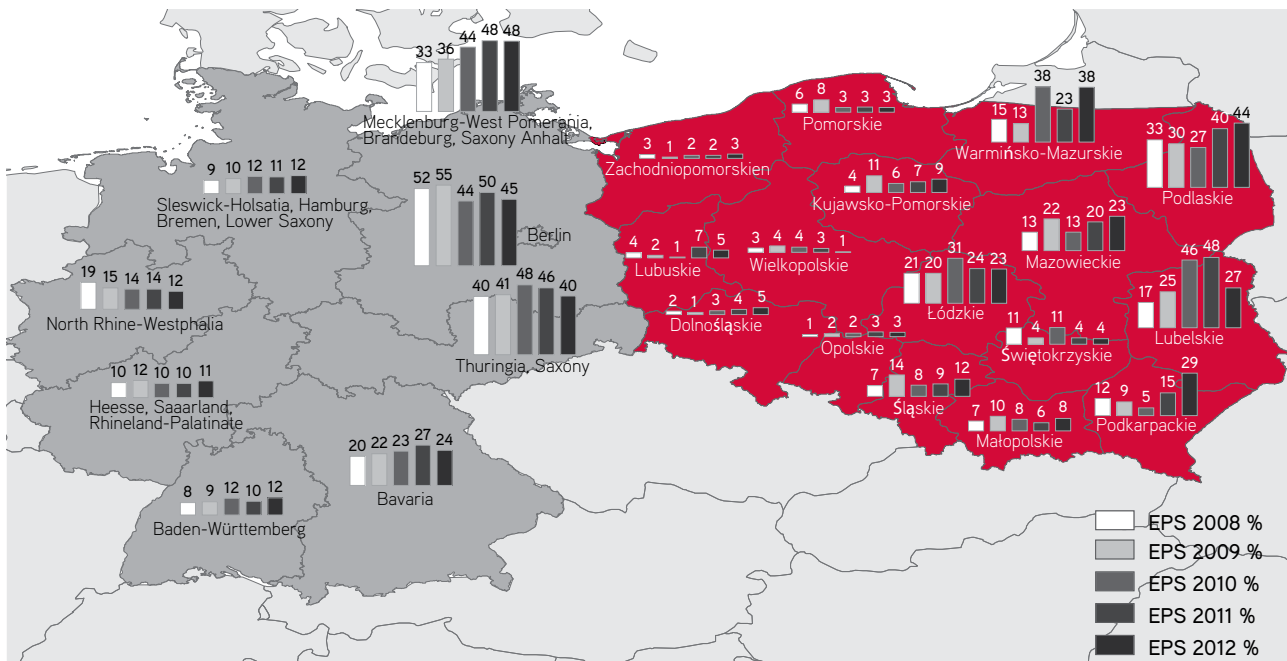 33 36 44 48 48
Mecklenburg-West Pomerania,
Brandeburg, Saxony Anhalt
9 10 12 11 12
Sleswick-Holsatia, Hamburg,
Bremen, Lower Saxony
52 55 44 50 45
Berlin
19 15 14 14 12
North Rhine-Westphalia
40 41 48 46 40
Thuringia, Saxony
10 12 10 10 11
Heesse, Saaarland,
Rhineland-Palatinate
20 22 23 27 24
Bavaria
8 9 12 10 12
Baden-Württemberg
6 8 3 3 3
Pomorskie
15 13 38 23 38
Warmińsko-Mazurskie
33 30 27 40 44
Podlaskie
3 1 2 2 3
Zachodniopomorskien
4 11 6 7 9
Kujawsko-Pomorskie
13 22 13 20 23
Mazowieckie
4 2 1 7 5
Lubuskie
3 4 4 3 1
Wielkopolskie
21 20 31 24 23
Łódzkie
17 25 46 48 27
Lubelskie
2 1 3 4 5
Dolnośląskie
1 2 2 3 3
Opolskie
11 4 11 4 4
Świętokrzyskie
7 14 8 9 12
Śląskie
7 10 8 6 8
Małopolskie
12 9 5 15 29
Podkarpackie
EPS 2008 %
EPS 2009 %
EPS 2010 %
EPS 2011 %
EPS 2012 %